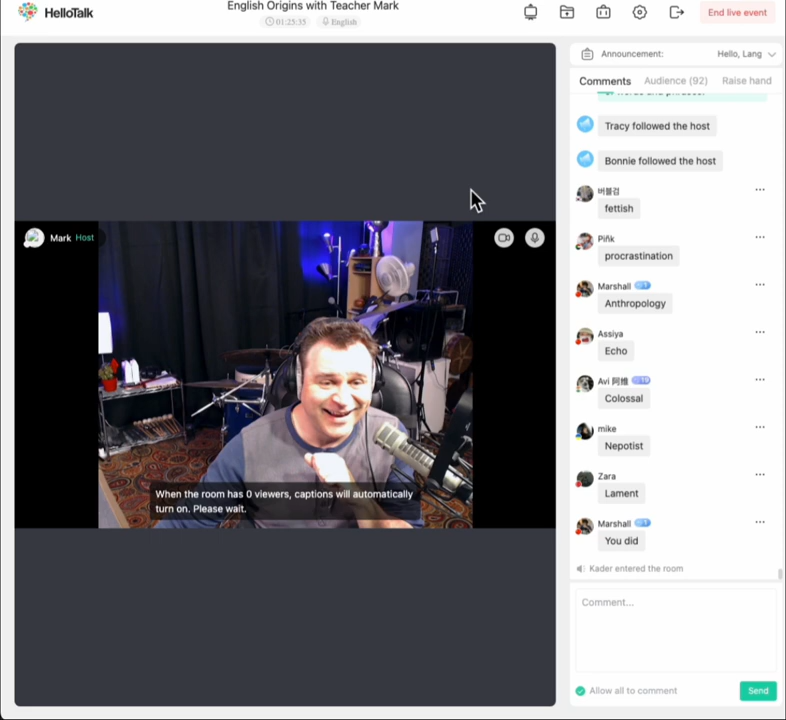 HelloTalk
English Origins with Teacher Mark
01:25:35
English
End live event
Announcement:
Hello, Lang
Comments
Audience (92)
Raise hand
words and phrases.
Tracy followed the host
Bonnie followed the host
fettish
Piñk
procrastination
Marshall
Anthropology
Assiya
Echo
Avi 阿维
Colossal
mike
Nepotist
Zara
Lament
Marshall
You did
Kader entered the room
Comment...
Allow all to comment
Send
Mark Host
When the room has 0 viewers, captions will automatically
turn on. Please wait.